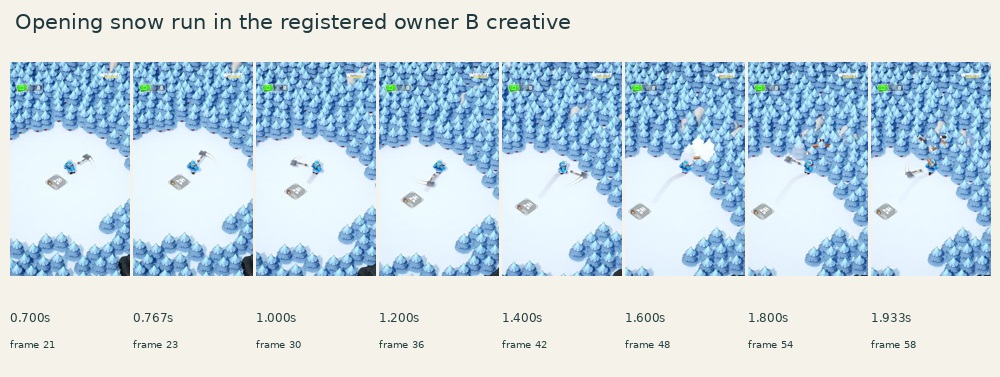 Opening snow run in the registered owner B creative
0.700s
0.767s
1.000s
1.200s
1.400s
1.600s
1.800s
1.933s
frame 21
frame 23
frame 30
frame 36
frame 42
frame 48
frame 54
frame 58